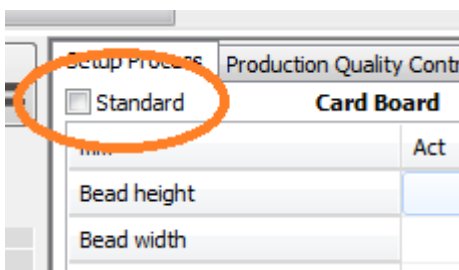 Setup Process Production Quality Contr
Standard Card Board
Act
Bead height
Bead width